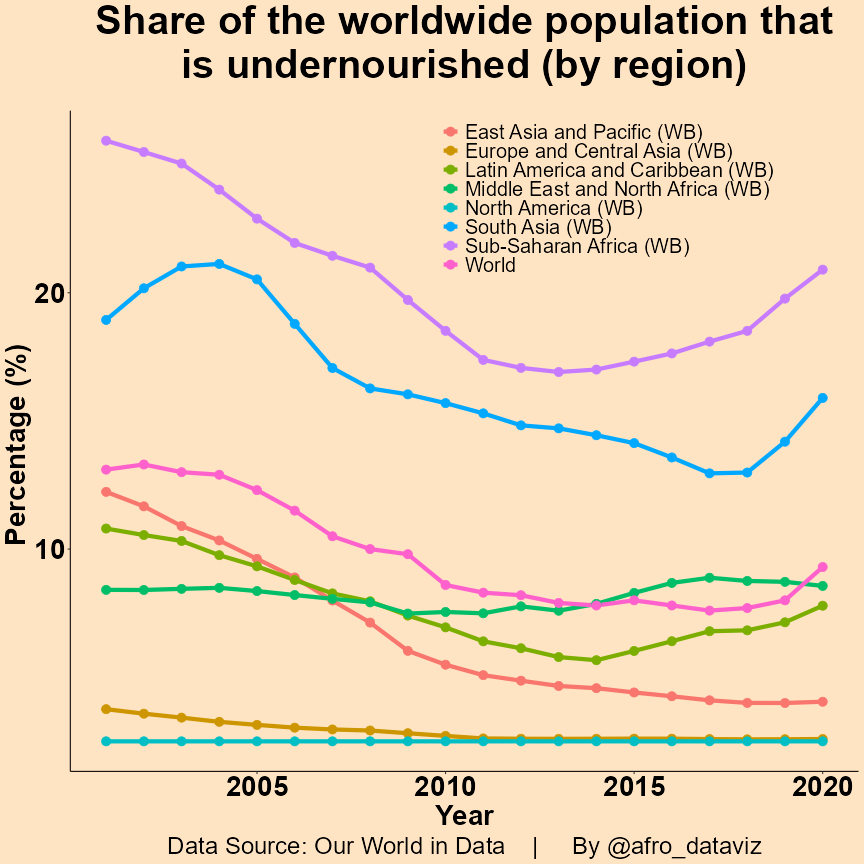 Share of the worldwide population that
is undernourished (by region)
East Asia and Pacific (WB)
Europe and Central Asia (WB)
Latin America and Caribbean (WB)
Middle East and North Africa (WB)
North America (WB)
South Asia (WB)
Sub-Saharan Africa (WB)
World
20
10
Percentage (%)
2005 2010 2015 2020
Year
Data Source: Our World in Data | By @afro_dataviz